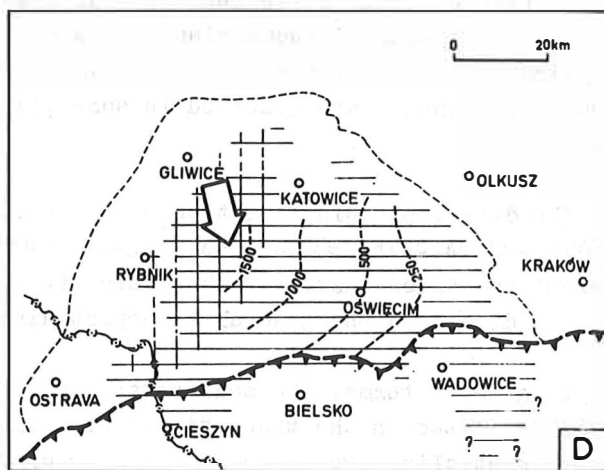 0 20km
GLIWICE
KATOWICE
OLKUSZ
1500
1000
500
250
RYBNIK
KRAKÓW
OŚWIĘCIM
OSTRAVA
WADOWICE
BIELSKO
CIESZYN
?
?
? ?
D